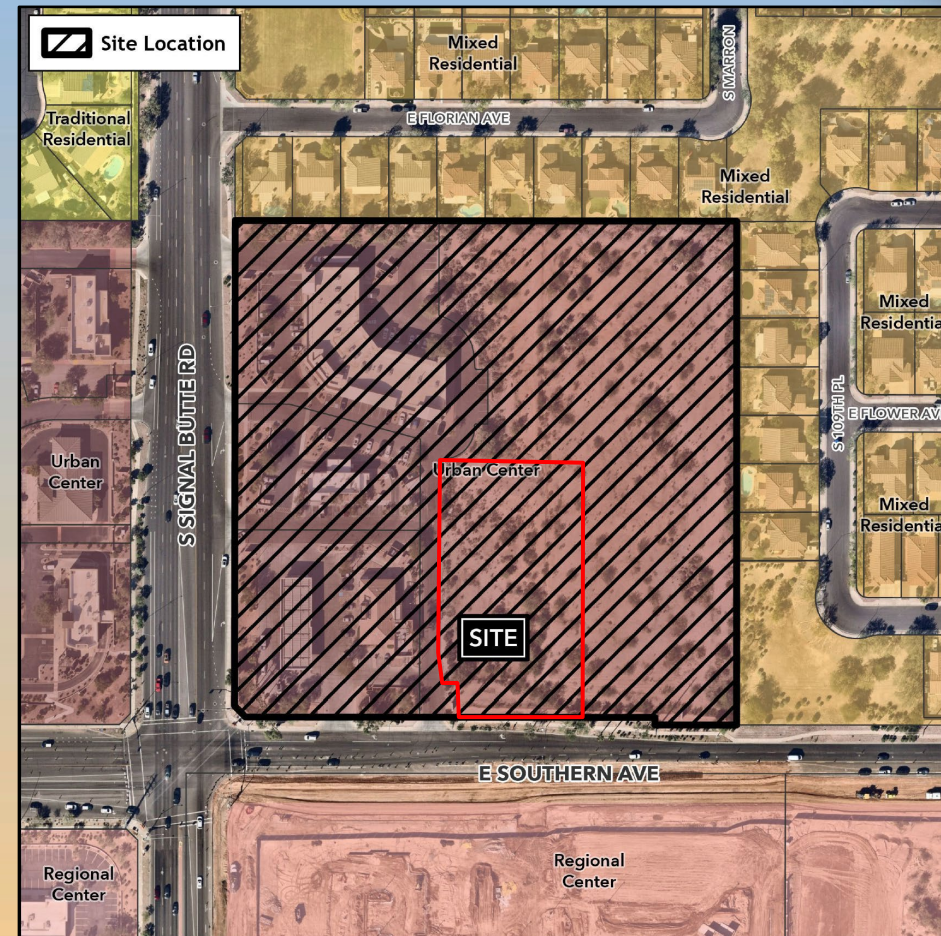 Site Location
Mixed
Residential
S MARRON
Traditional
Residential
E FLORIAN AVE
Mixed
Residential
Mixed
Residentia
S SIGNAL BUTTE RD
S 109TH PL
E FLOWER AV
Urban
Center
Urban Center
Mixed
Residentia
SITE
E SOUTHERN AVE
Regional
Center
Regional
Center